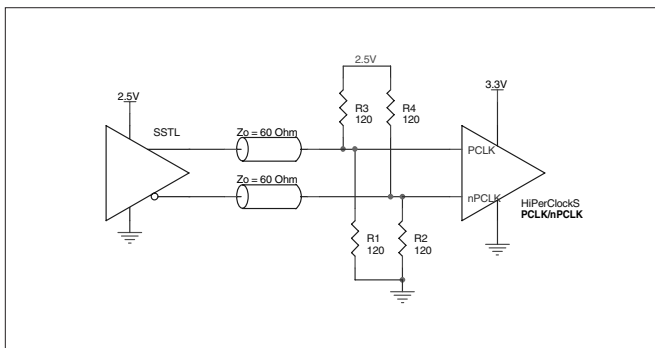 2.5V
SSTL
Zo = 60 Ohm
Zo = 60 Ohm
2.5V
R3
120
R4
120
3.3V
PCLK
nPCLK
HiPerClockS
PCLK/nPCLK
R1
120
R2
120